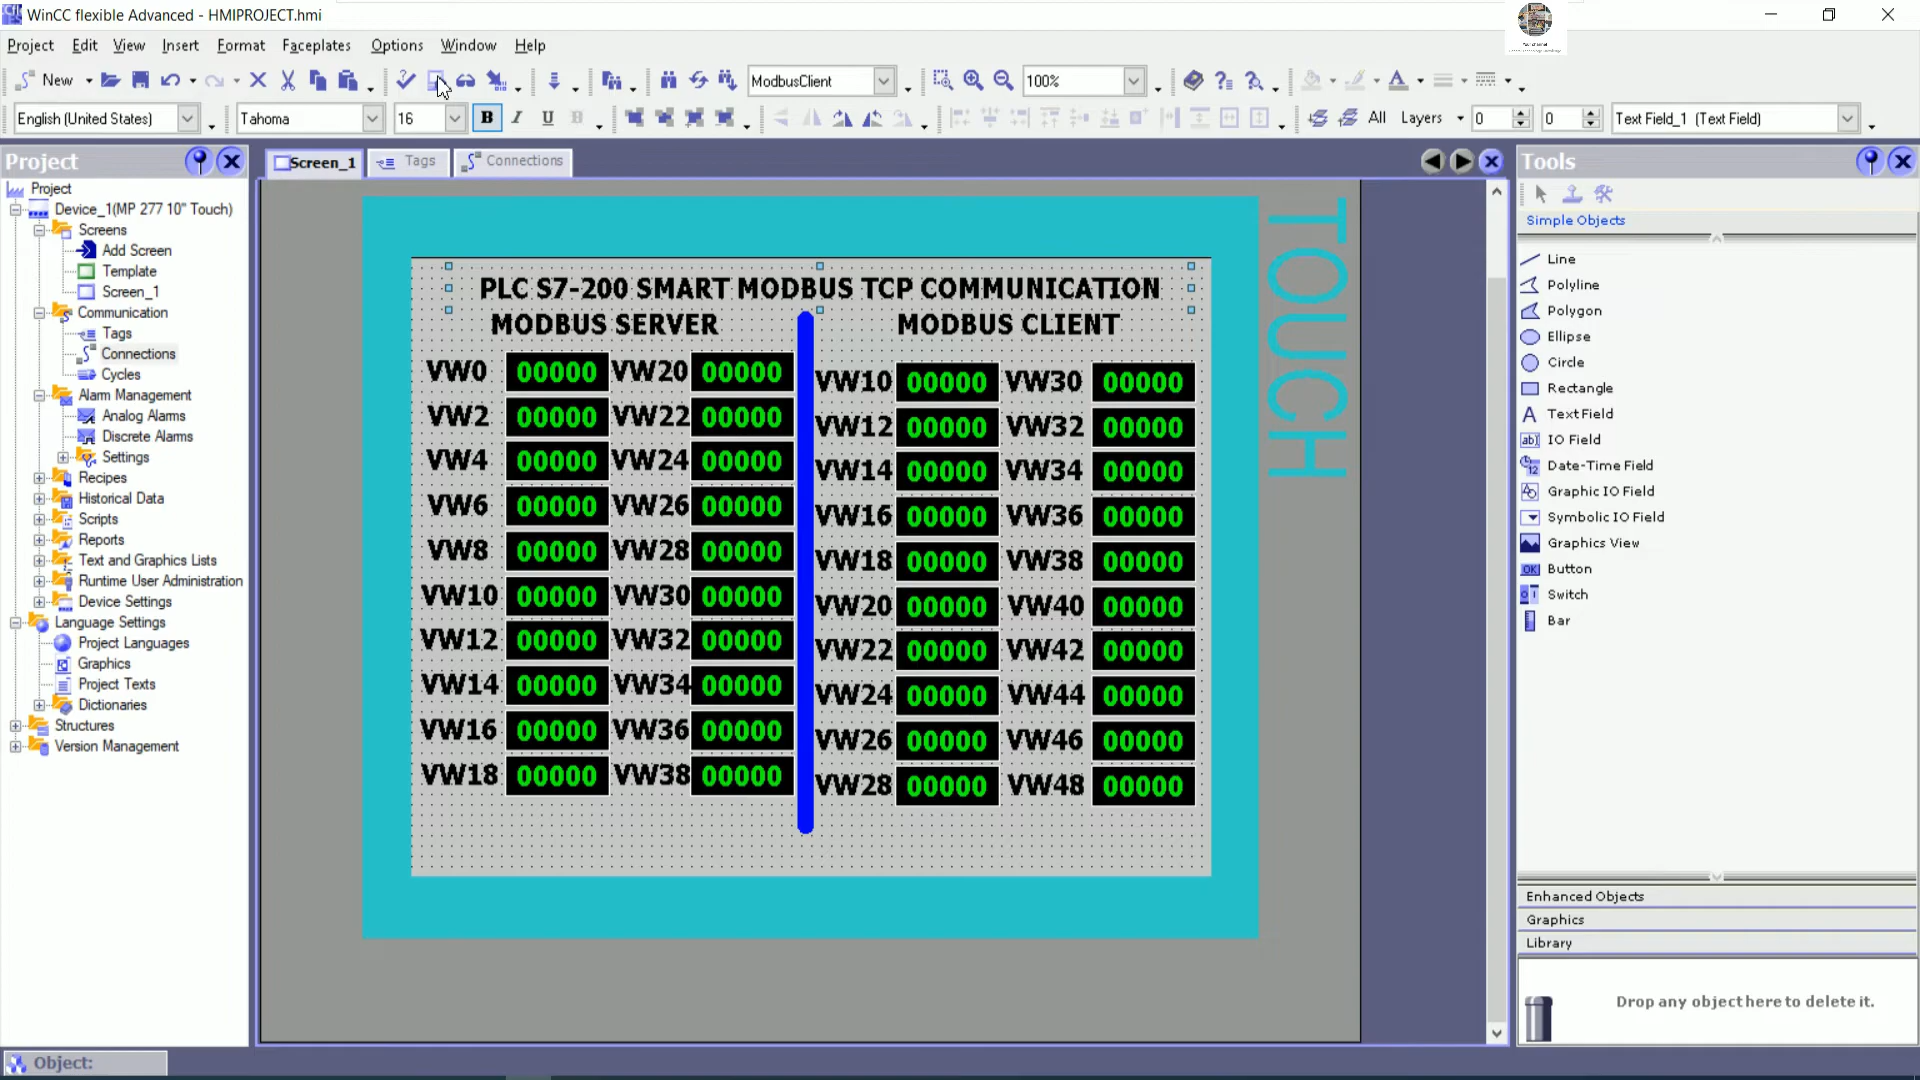 WinCC flexible Advanced - HMIPROJECT.hmi
Project Edit View Insert Format Faceplates Options Window Help
New ModbusClient 100%
English (United States) Tahoma 16 B I U B All Layers 0 0 Text Field_1 (Text Field)
Project
Screen_1 Tags Connections
Tools
Project
Device_1(MP 277 10" Touch)
Screens
Add Screen
Template
Screen_1
Communication
Tags
Connections
Cycles
Alarm Management
Analog Alarms
Discrete Alarms
Settings
Recipes
Historical Data
Scripts
Reports
Text and Graphics Lists
Runtime User Administration
Device Settings
Language Settings
Project Languages
Graphics
Project Texts
Dictionaries
Structures
Version Management
PLC S7-200 SMART MODBUS TCP COMMUNICATION
MODBUS SERVER
VW0 00000 VW20 00000
VW2 00000 VW22 00000
VW4 00000 VW24 00000
VW6 00000 VW26 00000
VW8 00000 VW28 00000
VW10 00000 VW30 00000
VW12 00000 VW32 00000
VW14 00000 VW34 00000
VW16 00000 VW36 00000
VW18 00000 VW38 00000
MODBUS CLIENT
VW10 00000 VW30 00000
VW12 00000 VW32 00000
VW14 00000 VW34 00000
VW16 00000 VW36 00000
VW18 00000 VW38 00000
VW20 00000 VW40 00000
VW22 00000 VW42 00000
VW24 00000 VW44 00000
VW26 00000 VW46 00000
VW28 00000 VW48 00000
TOUCH
Simple Objects
Line
Polyline
Polygon
Ellipse
Circle
Rectangle
Text Field
IO Field
Date-Time Field
Graphic IO Field
Symbolic IO Field
Graphics View
Button
Switch
Bar
Enhanced Objects
Graphics
Library
Drop any object here to delete it.
Object: